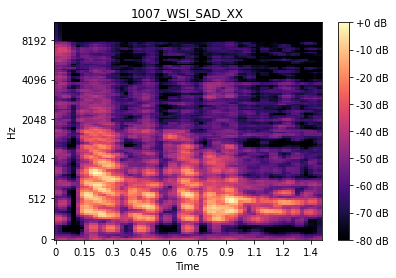 1007_WSI_SAD_XX
Hz
8192
4096
2048
1024
512
0
0 0.15 0.3 0.45 0.6 0.75 0.9 1.1 1.2 1.4
Time
+0 dB
-10 dB
-20 dB
-30 dB
-40 dB
-50 dB
-60 dB
-70 dB
-80 dB